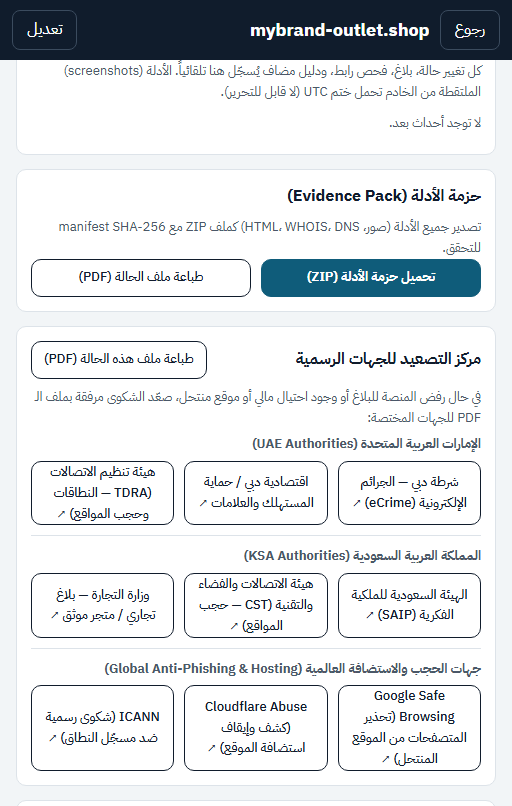 رجوع
mybrand-outlet.shop
تعديل
كل تغيير حالة، بلاغ، فحص رابط، ودليل مضاف يُسجّل هنا تلقائياً. الأدلة (screenshots)
الملتقطة من الخادم تحمل ختم UTC (لا قابل للتحرير).
لا توجد أحداث بعد.
حزمة الأدلة (Evidence Pack)
تصدير جميع الأدلة (صور، HTML، WHOIS، DNS) كملف ZIP مع manifest SHA-256
للتحقق.
تحميل حزمة الأدلة (ZIP)
طباعة ملف الحالة (PDF)
مركز التصعيد للجهات الرسمية
طباعة ملف هذه الحالة (PDF)
في حال رفض المنصة للبلاغ أو وجود احتيال مالي أو موقع منتحل، صعّد الشكوى مرفقة بملف الـ
PDF للجهات المختصة:
الإمارات العربية المتحدة (UAE Authorities)
شرطة دبي — الجرائم
الإلكترونية (eCrime) ↗
اقتصادية دبي / حماية
المستهلك والعلامات ↗
هيئة تنظيم الاتصالات
(TDRA — النطاقات
وحجب المواقع) ↗
المملكة العربية السعودية (KSA Authorities)
الهيئة السعودية للملكية
الفكرية (SAIP) ↗
هيئة الاتصالات والفضاء
والتقنية (CST — حجب
المواقع) ↗
وزارة التجارة — بلاغ
تجاري / متجر موثق ↗
جهات الحجب والاستضافة العالمية (Global Anti-Phishing & Hosting)
Google Safe
Browsing (تحذير
المتصفحات من الموقع
المنتحل) ↗
Cloudflare Abuse
(كشف وإيقاف
استضافة الموقع) ↗
ICANN (شكوى رسمية
ضد مسجّل النطاق) ↗